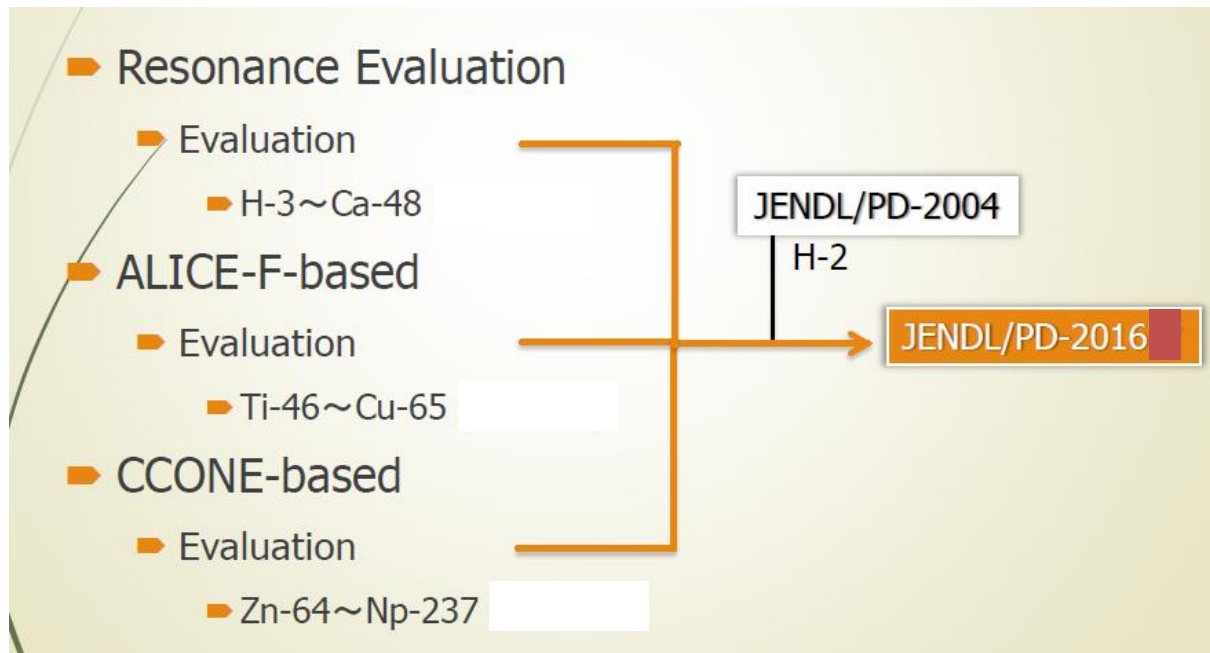 Resonance Evaluation
Evaluation
H-3～Ca-48
ALICE-F-based
Evaluation
Ti-46～Cu-65
CCONE-based
Evaluation
Zn-64～Np-237
JENDL/PD-2004
H-2
JENDL/PD-2016